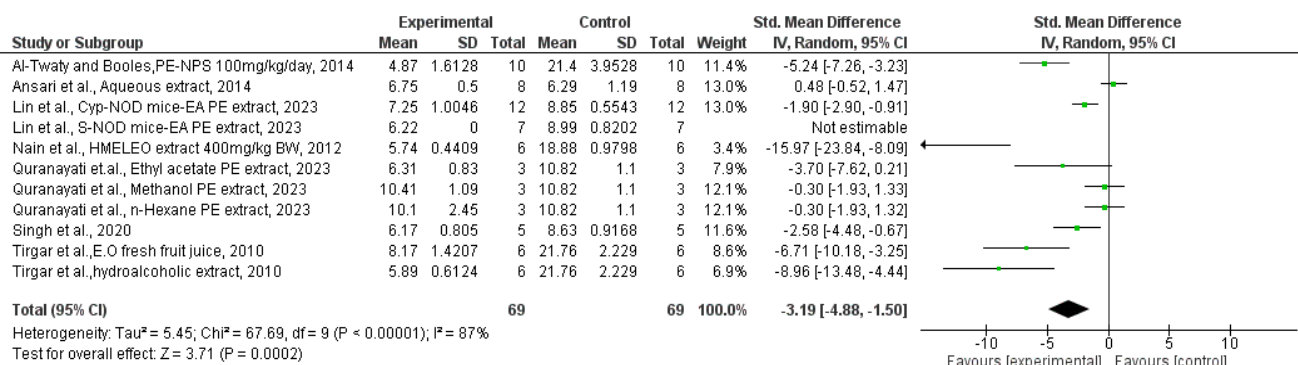 Experimental Control Std. Mean Difference Std. Mean Difference
Study or Subgroup Mean SD Total Mean SD Total Weight IV, Random, 95% CI IV, Random, 95% CI
Al-Twaty and Booles,PE-NPS 100mg/kg/day, 2014 4.87 1.6128 10 21.4 3.9528 10 11.4% -5.24 [-7.26, -3.23]
Ansari et al., Aqueous extract, 2014 6.75 0.5 8 6.29 1.19 8 13.0% 0.48 [-0.52, 1.47]
Lin et al., Cyp-NOD mice-EA PE extract, 2023 7.25 1.0046 12 8.85 0.5543 12 13.0% -1.90 [-2.90, -0.91]
Lin et al., S-NOD mice-EA PE extract, 2023 6.22 0 7 8.99 0.8202 7 Not estimable
Nain et al., HMELEO extract 400mg/kg BW, 2012 5.74 0.4409 6 18.88 0.9798 6 3.4% -15.97 [-23.84, -8.09]
Quranayati et.al., Ethyl acetate PE extract, 2023 6.31 0.83 3 10.82 1.1 3 7.9% -3.70 [-7.62, 0.21]
Quranayati et.al., Methanol PE extract, 2023 10.41 1.09 3 10.82 1.1 3 12.1% -0.30 [-1.93, 1.33]
Quranayati et.al., n-Hexane PE extract, 2023 10.1 2.45 3 10.82 1.1 3 12.1% -0.30 [-1.93, 1.32]
Singh et al., 2020 6.17 0.805 5 8.63 0.9168 5 11.6% -2.58 [-4.48, -0.67]
Tirgar et al.,E.O fresh fruit juice, 2010 8.17 1.4207 6 21.76 2.229 6 8.6% -6.71 [-10.18, -3.25]
Tirgar et al.,hydroalcoholic extract, 2010 5.89 0.6124 6 21.76 2.229 6 6.9% -8.96 [-13.48, -4.44]
Total (95% CI) 69 69 100.0% -3.19 [-4.88, -1.50]
Heterogeneity: Tau² = 5.45; Chi² = 67.69, df = 9 (P < 0.00001); I² = 87%
Test for overall effect: Z = 3.71 (P = 0.0002)
-10 -5 0 5 10
Favours [experimental] Favours [control]